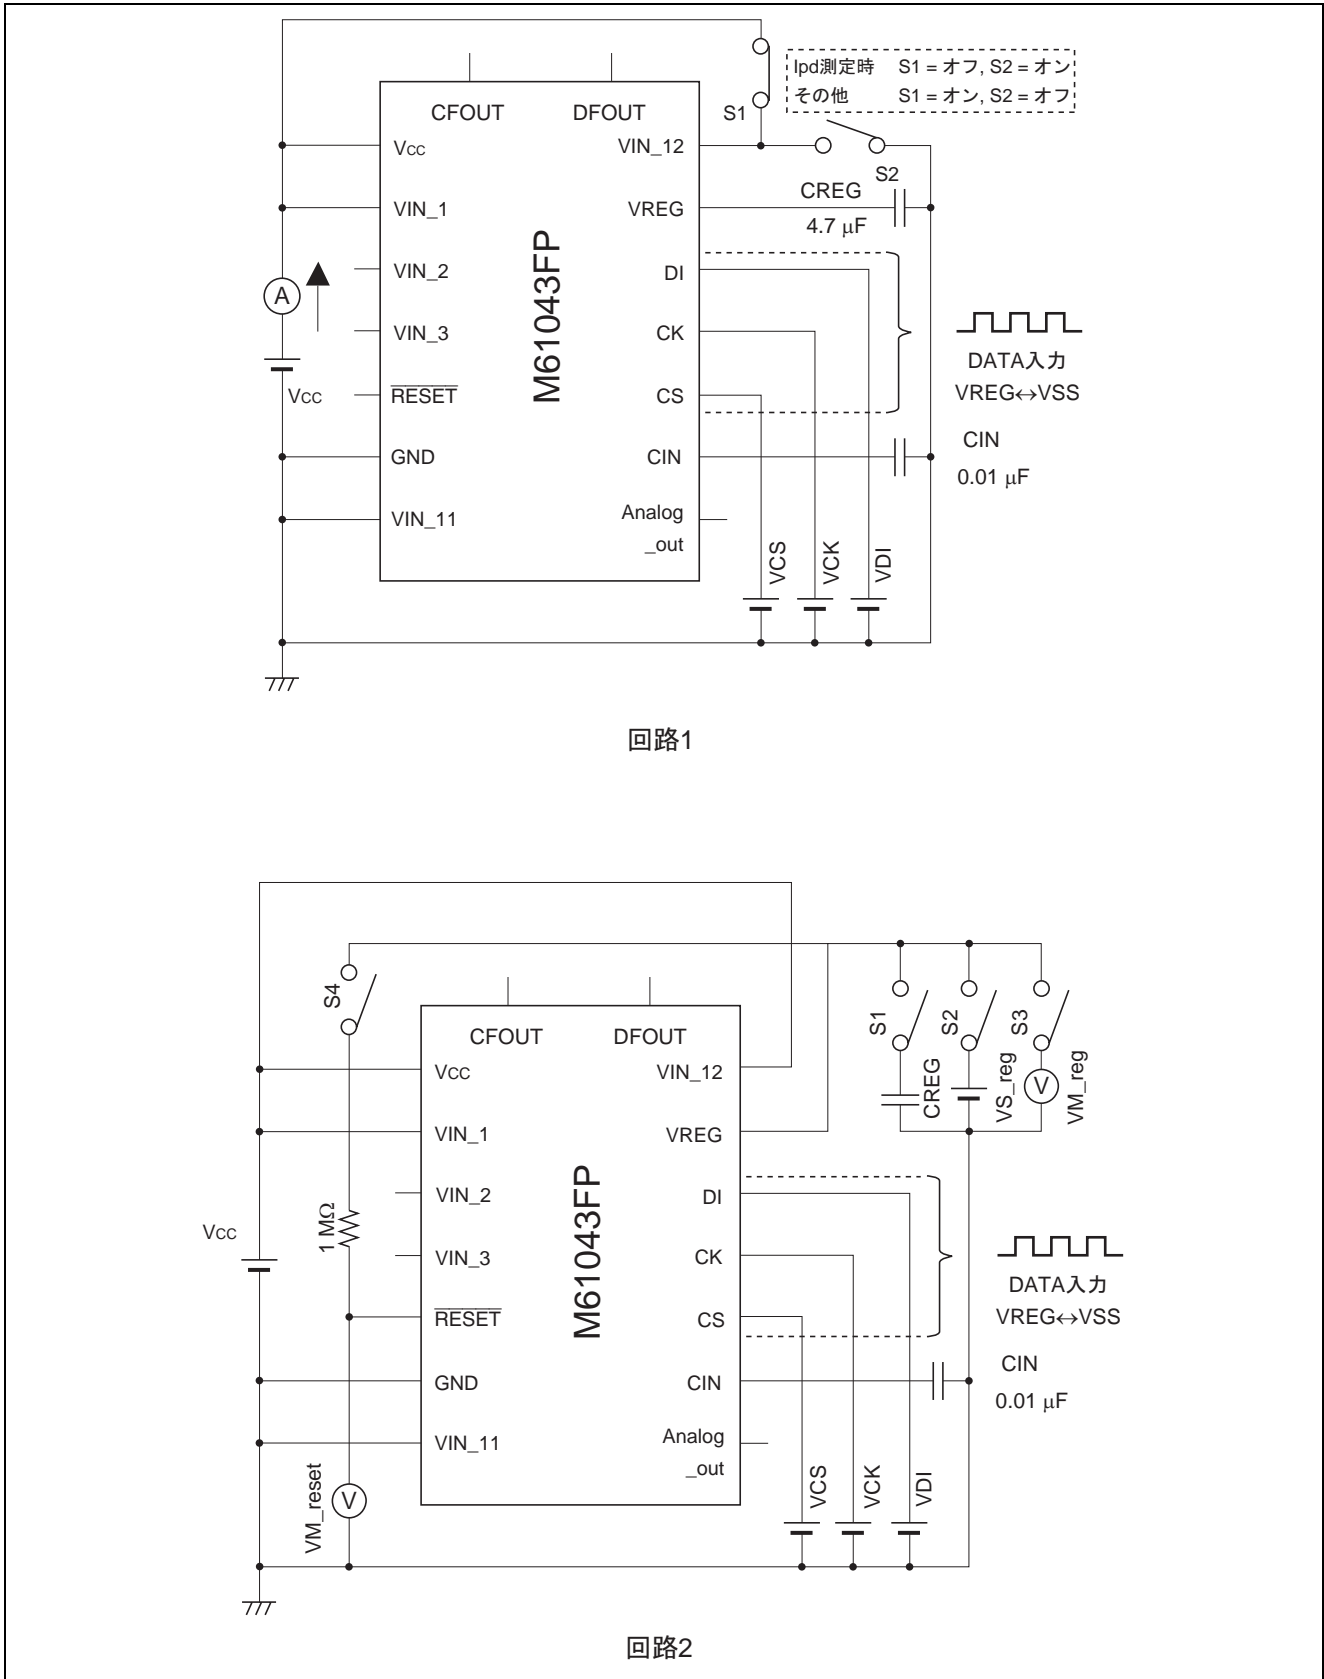 Ipd測定時 S1 = オフ, S2 = オン
その他 S1 = オン, S2 = オフ
S1
S2
CFOUT
DFOUT
Vcc
VIN_12
CREG
4.7 μF
VIN_1
VREG
VIN_2
DI
A
M61043FP
VIN_3
CK
DATA入力
VREG↔VSS
Vcc
RESET
CS
GND
CIN
CIN
0.01 μF
VIN_11
Analog
_out
VCS
VCK
VDI
回路1
S4
S1
S2
S3
CFOUT
DFOUT
Vcc
VIN_12
CREG
VS_reg
V
VM_reg
VIN_1
VREG
VIN_2
DI
Vcc
1 MΩ
M61043FP
VIN_3
CK
DATA入力
VREG↔VSS
RESET
CS
GND
CIN
CIN
0.01 μF
VIN_11
Analog
_out
VM_reset
V
VCS
VCK
VDI
回路2